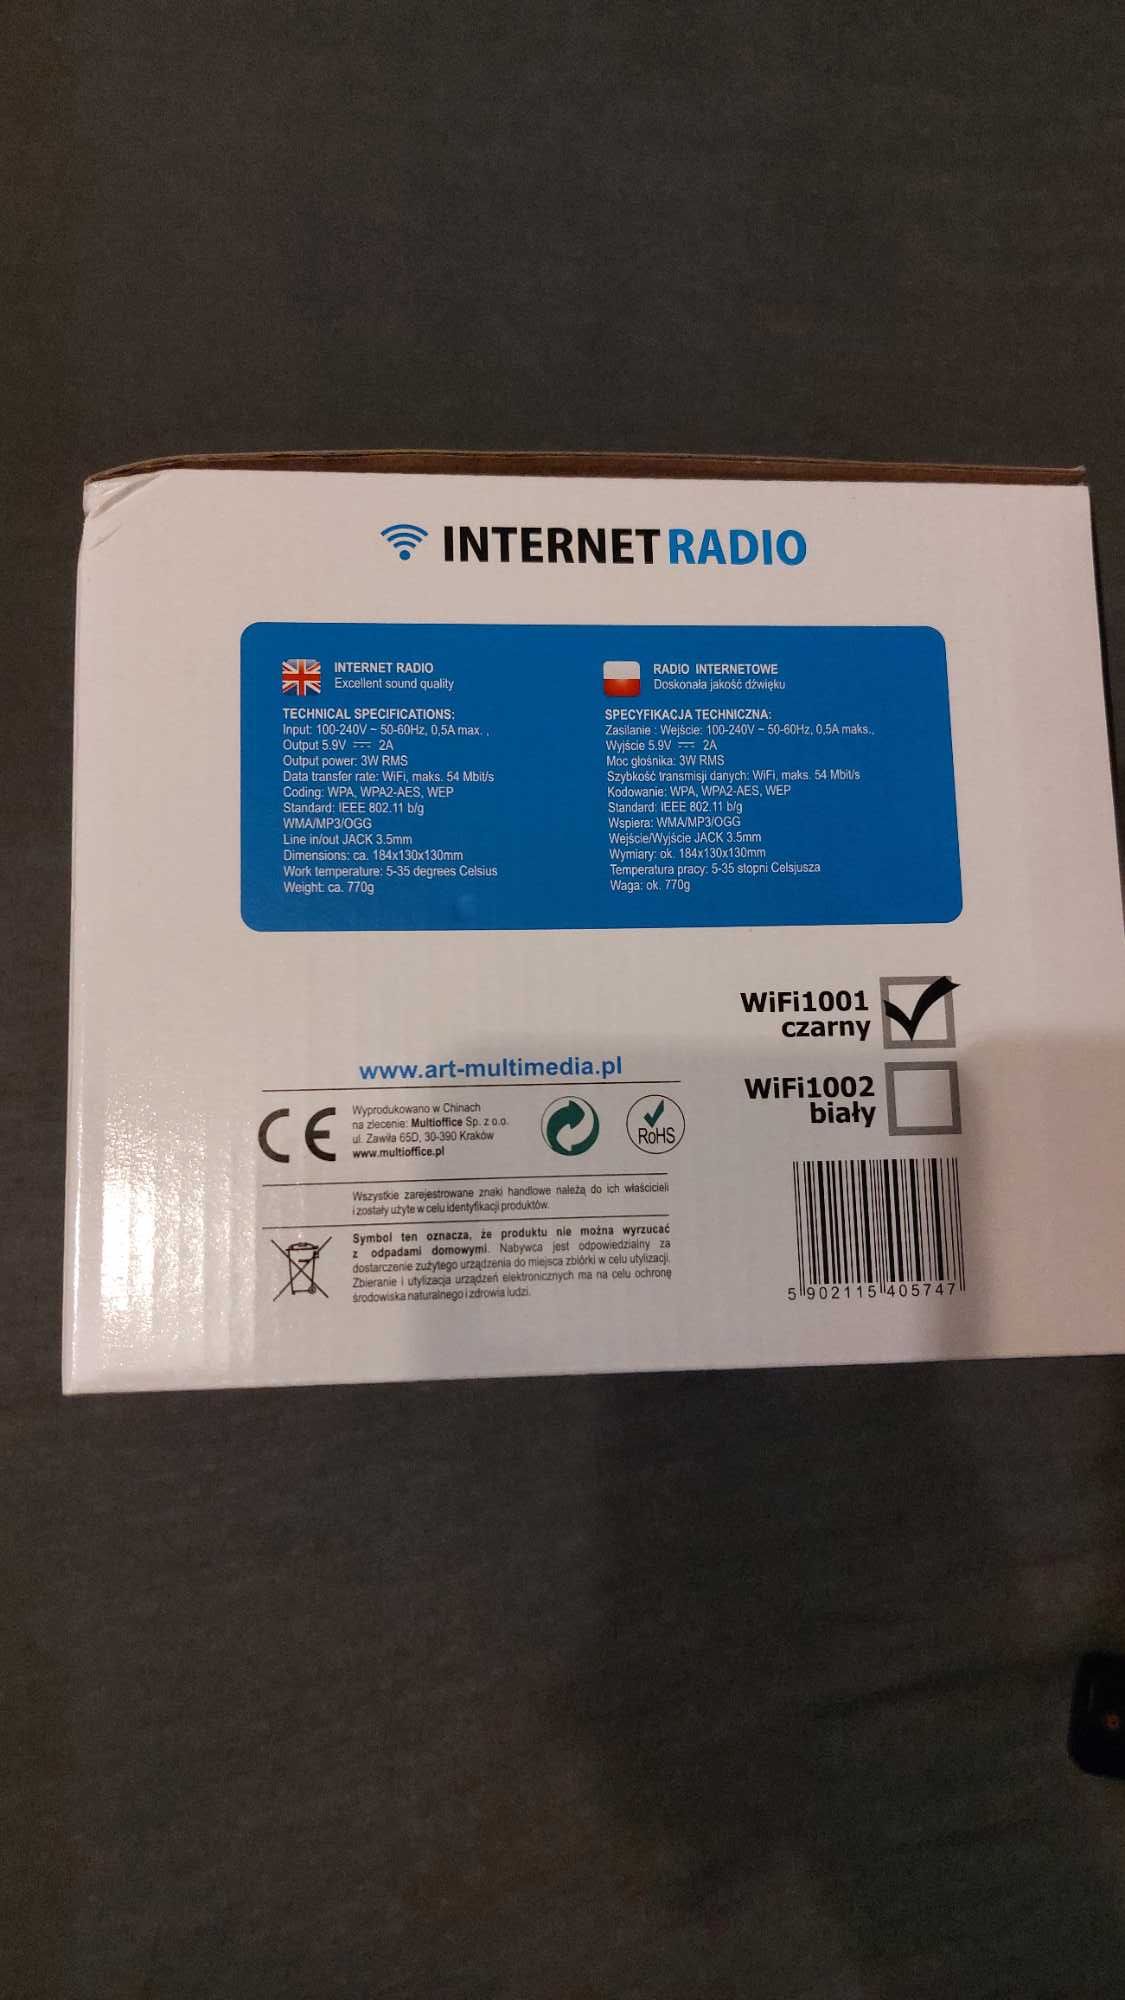 INTERNET RADIO
INTERNET RADIO
Excellent sound quality
TECHNICAL SPECIFICATIONS:
Input: 100-240V ~ 50-60Hz, 0,5A max. ,
Output 5.9V ⎓ 2A
Output power: 3W RMS
Data transfer rate: WiFi, maks. 54 Mbit/s
Coding: WPA, WPA2-AES, WEP
Standard: IEEE 802.11 b/g
WMA/MP3/OGG
Line in/out JACK 3.5mm
Dimensions: ca. 184x130x130mm
Work temperature: 5-35 degrees Celsius
Weight: ca. 770g
RADIO INTERNETOWE
Doskonała jakość dźwięku
SPECYFIKACJA TECHNICZNA:
Zasilanie : Wejście: 100-240V ~ 50-60Hz, 0,5A maks.,
Wyjście 5.9V ⎓ 2A
Moc głośnika: 3W RMS
Szybkość transmisji danych: WiFi, maks. 54 Mbit/s
Kodowanie: WPA, WPA2-AES, WEP
Standard: IEEE 802.11 b/g
Wspiera: WMA/MP3/OGG
Wejście/Wyjście JACK 3.5mm
Wymiary: ok. 184x130x130mm
Temperatura pracy: 5-35 stopni Celsjusza
Waga: ok. 770g
WiFi1001
czarny
WiFi1002
biały
www.art-multimedia.pl
CE
Wyprodukowano w Chinach
na zlecenie: Multioffice Sp. z o.o.
ul. Zawiła 65D, 30-390 Kraków
www.multioffice.pl
RoHS
Wszystkie zarejestrowane znaki handlowe należą do ich właścicieli
i zostały użyte w celu identyfikacji produktów.
Symbol ten oznacza, że produktu nie można wyrzucać
z odpadami domowymi. Nabywca jest odpowiedzialny za
dostarczenie zużytego urządzenia do miejsca zbiórki w celu utylizacji.
Zbieranie i utylizacja urządzeń elektronicznych ma na celu ochronę
środowiska naturalnego i zdrowia ludzi.
5 902115 405747